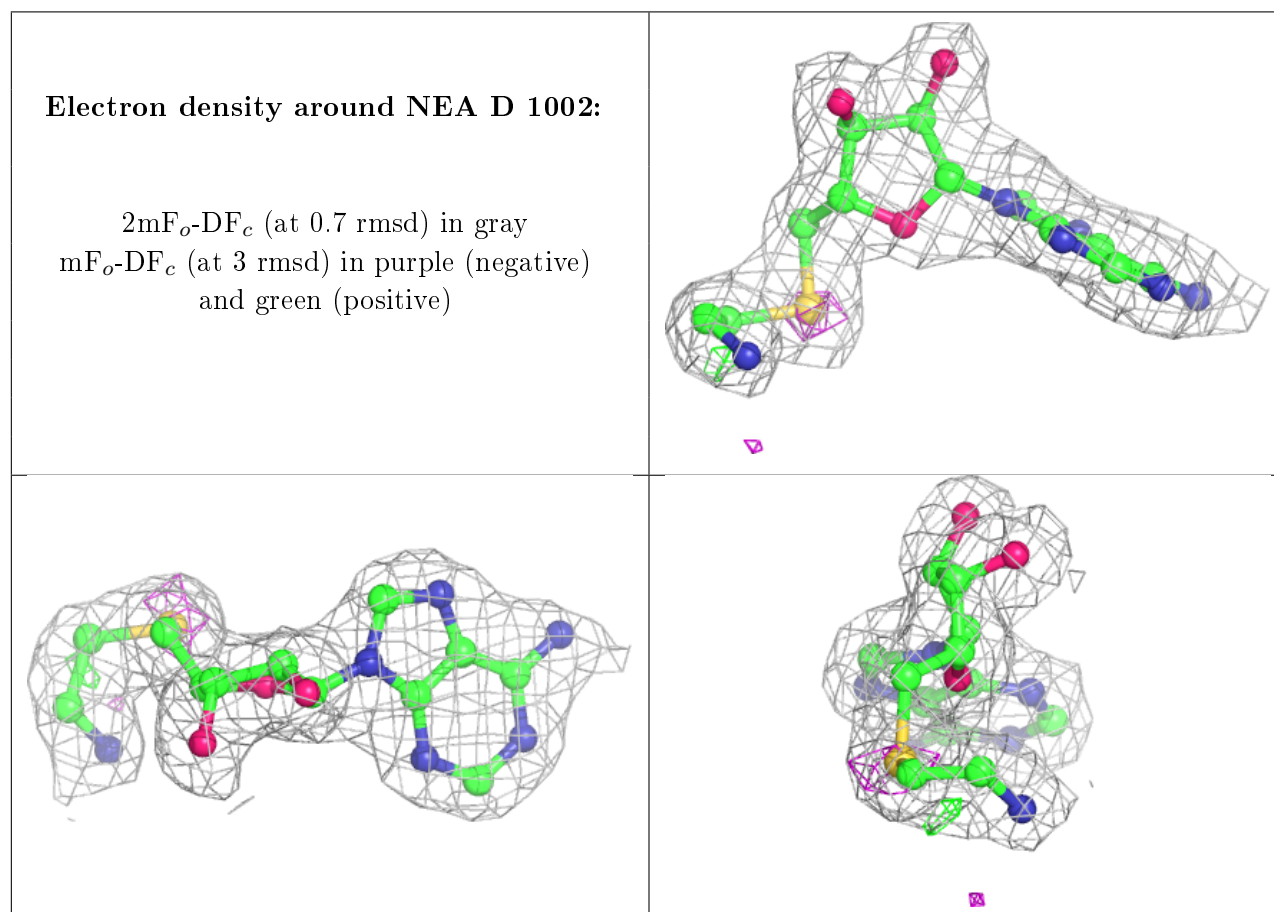 Electron density around NEA D 1002:
2mFₒ-DF𝒸 (at 0.7 rmsd) in gray
mFₒ-DF𝒸 (at 3 rmsd) in purple (negative)
and green (positive)